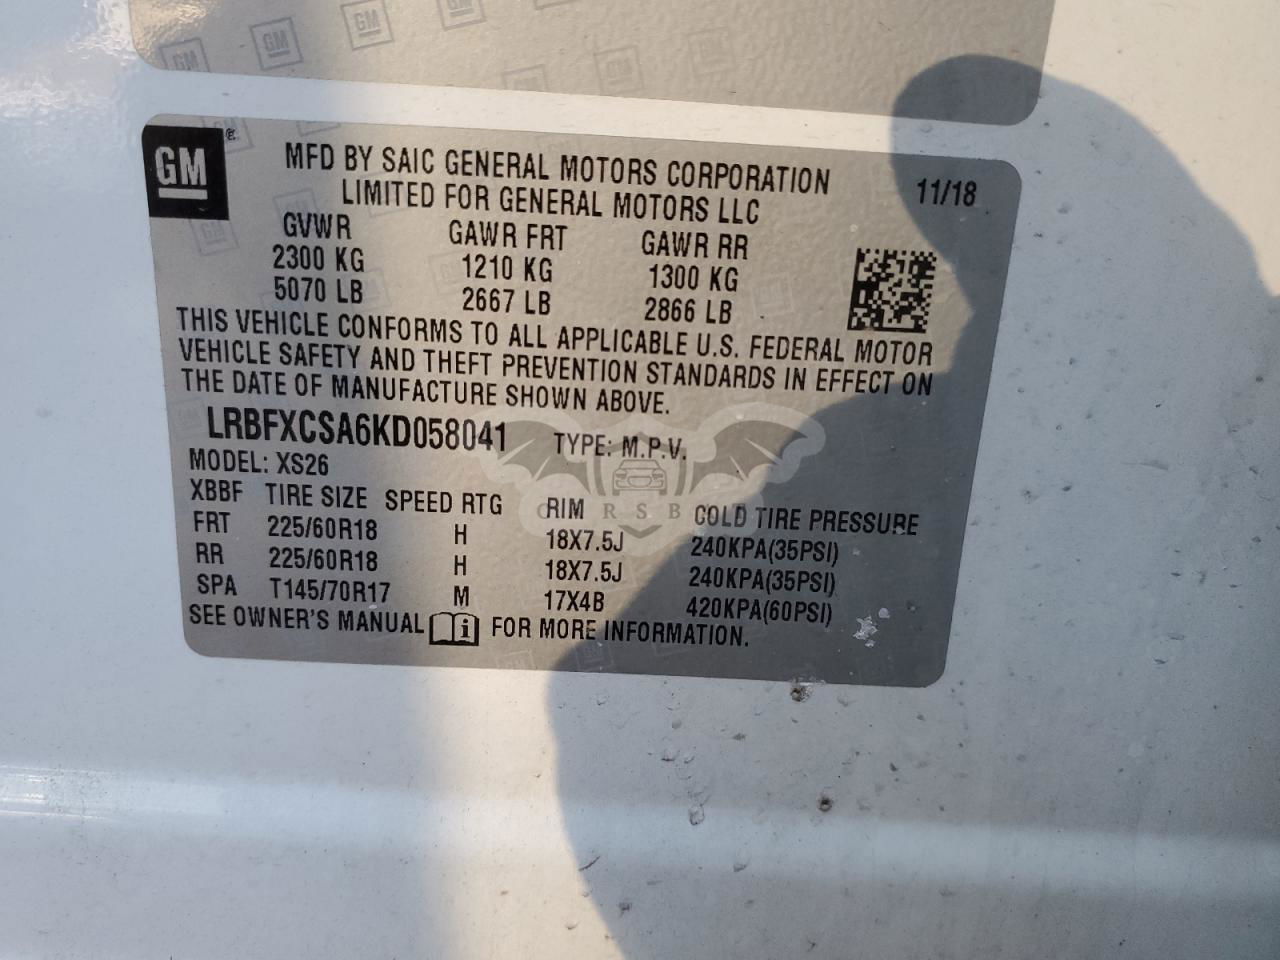 GM GM GM GM
GM ®
MFD BY SAIC GENERAL MOTORS CORPORATION
LIMITED FOR GENERAL MOTORS LLC
11/18
GVWR GAWR FRT GAWR RR
2300 KG 1210 KG 1300 KG
5070 LB 2667 LB 2866 LB
THIS VEHICLE CONFORMS TO ALL APPLICABLE U.S. FEDERAL MOTOR
VEHICLE SAFETY AND THEFT PREVENTION STANDARDS IN EFFECT ON
THE DATE OF MANUFACTURE SHOWN ABOVE.
LRBFXCSA6KD058041 TYPE: M.P.V.
MODEL: XS26
XBBF TIRE SIZE SPEED RTG RIM COLD TIRE PRESSURE
FRT 225/60R18 H 18X7.5J 240KPA(35PSI)
RR 225/60R18 H 18X7.5J 240KPA(35PSI)
SPA T145/70R17 M 17X4B 420KPA(60PSI)
SEE OWNER'S MANUAL i FOR MORE INFORMATION.